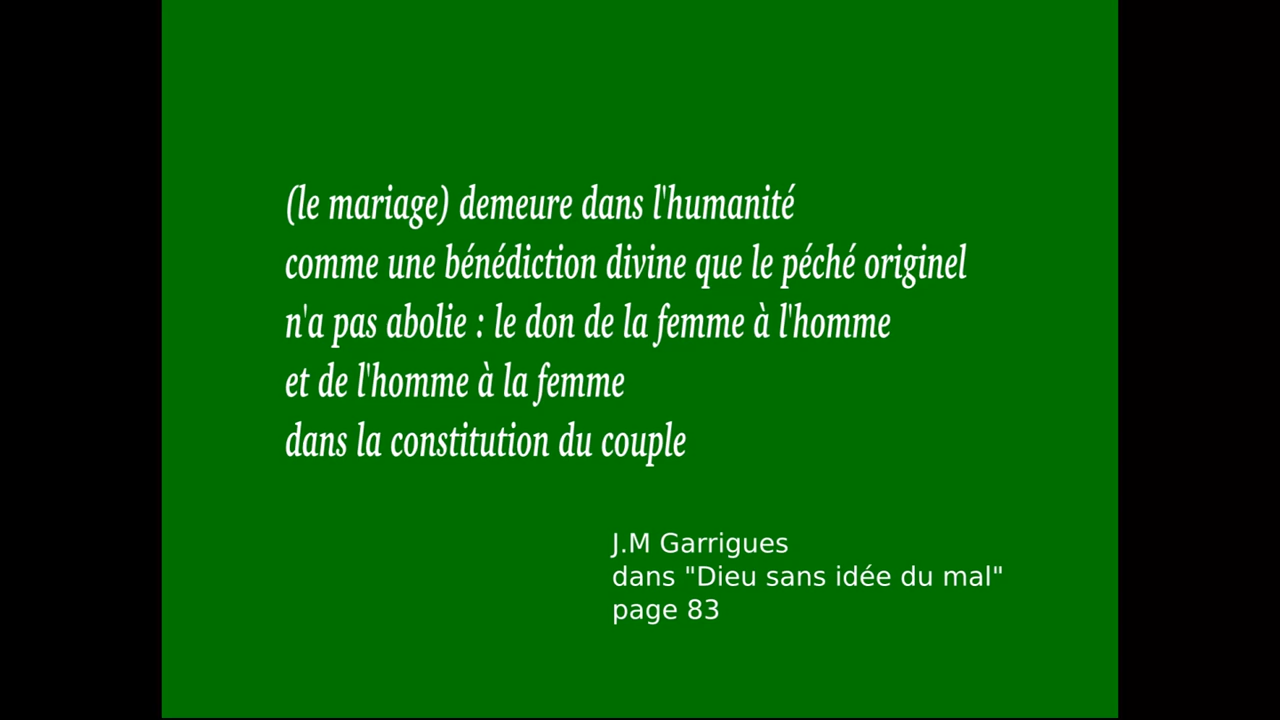 (le mariage) demeure dans l'humanité
comme une bénédiction divine que le péché originel
n'a pas abolie : le don de la femme à l'homme
et de l'homme à la femme
dans la constitution du couple
J.M Garrigues
dans "Dieu sans idée du mal"
page 83